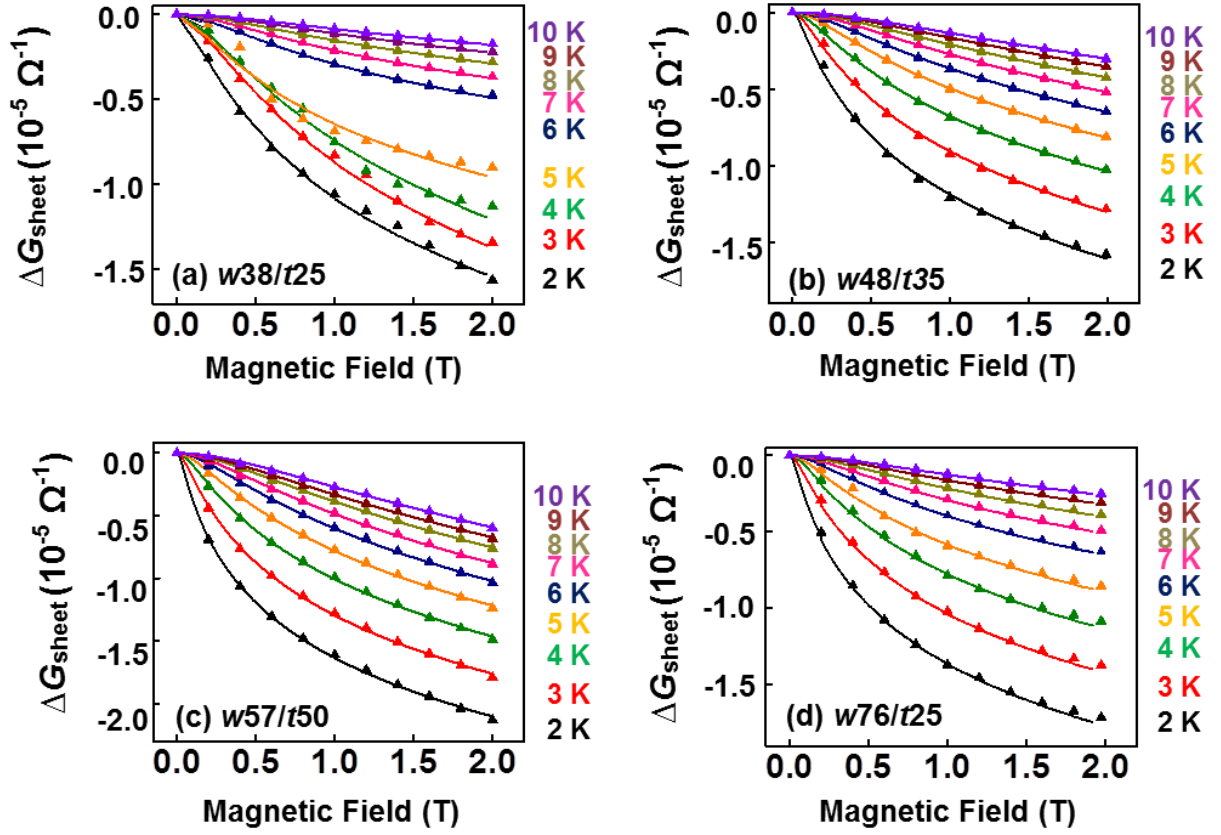 0.0
-0.5
-1.0
-1.5
ΔG_sheet (10⁻⁵ Ω⁻¹)
(a) w38/t25
0.0 0.5 1.0 1.5 2.0
Magnetic Field (T)
10 K
9 K
8 K
7 K
6 K
5 K
4 K
3 K
2 K
0.0
-0.5
-1.0
-1.5
ΔG_sheet (10⁻⁵ Ω⁻¹)
(b) w48/t35
0.0 0.5 1.0 1.5 2.0
Magnetic Field (T)
10 K
9 K
8 K
7 K
6 K
5 K
4 K
3 K
2 K
0.0
-0.5
-1.0
-1.5
-2.0
ΔG_sheet (10⁻⁵ Ω⁻¹)
(c) w57/t50
0.0 0.5 1.0 1.5 2.0
Magnetic Field (T)
10 K
9 K
8 K
7 K
6 K
5 K
4 K
3 K
2 K
0.0
-0.5
-1.0
-1.5
ΔG_sheet (10⁻⁵ Ω⁻¹)
(d) w76/t25
0.0 0.5 1.0 1.5 2.0
Magnetic Field (T)
10 K
9 K
8 K
7 K
6 K
5 K
4 K
3 K
2 K